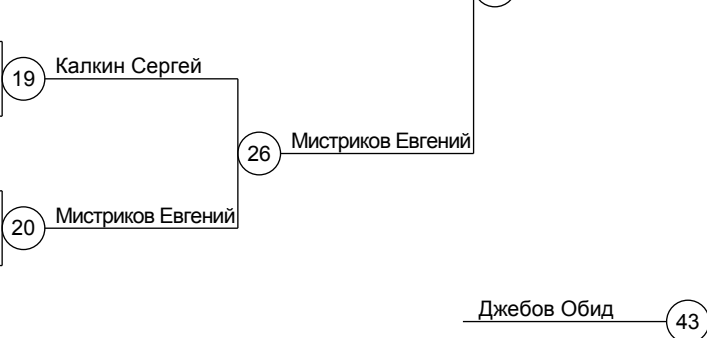 Калкин Сергей
19
Мистриков Евгений
26
Мистриков Евгений
20
Джебов Обид
43